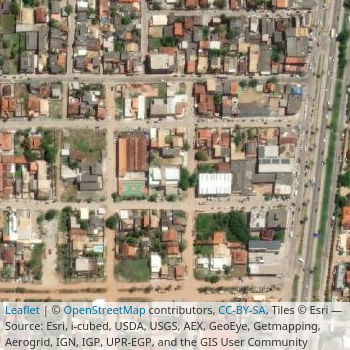 Leaflet | © OpenStreetMap contributors, CC-BY-SA, Tiles © Esri —
Source: Esri, i-cubed, USDA, USGS, AEX, GeoEye, Getmapping,
Aerogrid, IGN, IGP, UPR-EGP, and the GIS User Community